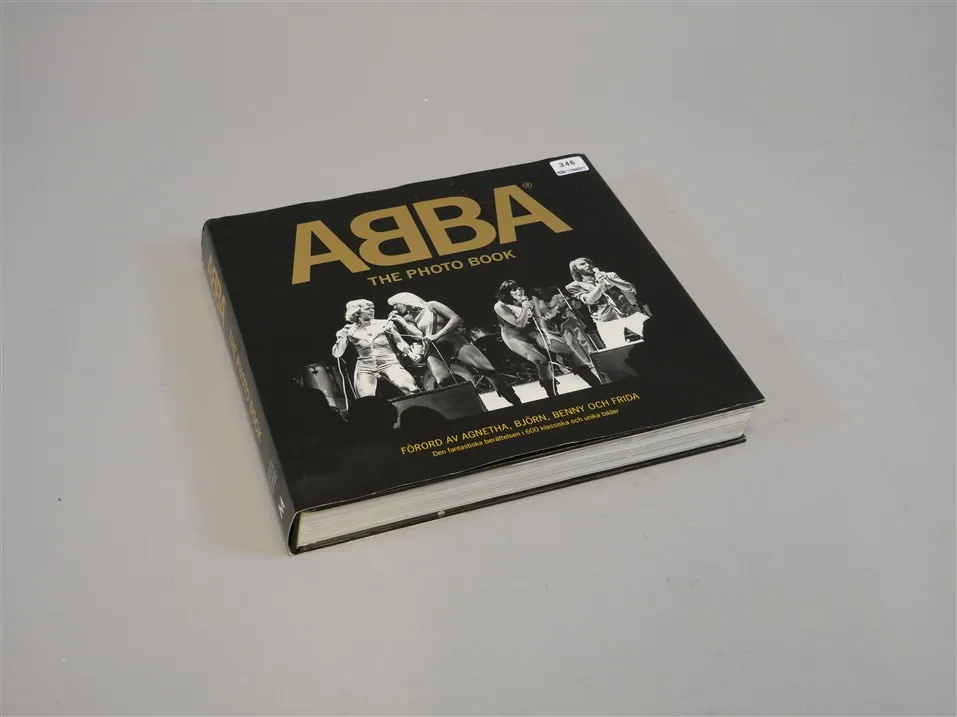 346
ABBA®
THE PHOTO BOOK
FÖRORD AV AGNETHA, BJÖRN, BENNY OCH FRIDA
Den fantastiska berättelsen i 600 klassiska och unika bilder
ABBA THE PHOTO BOOK